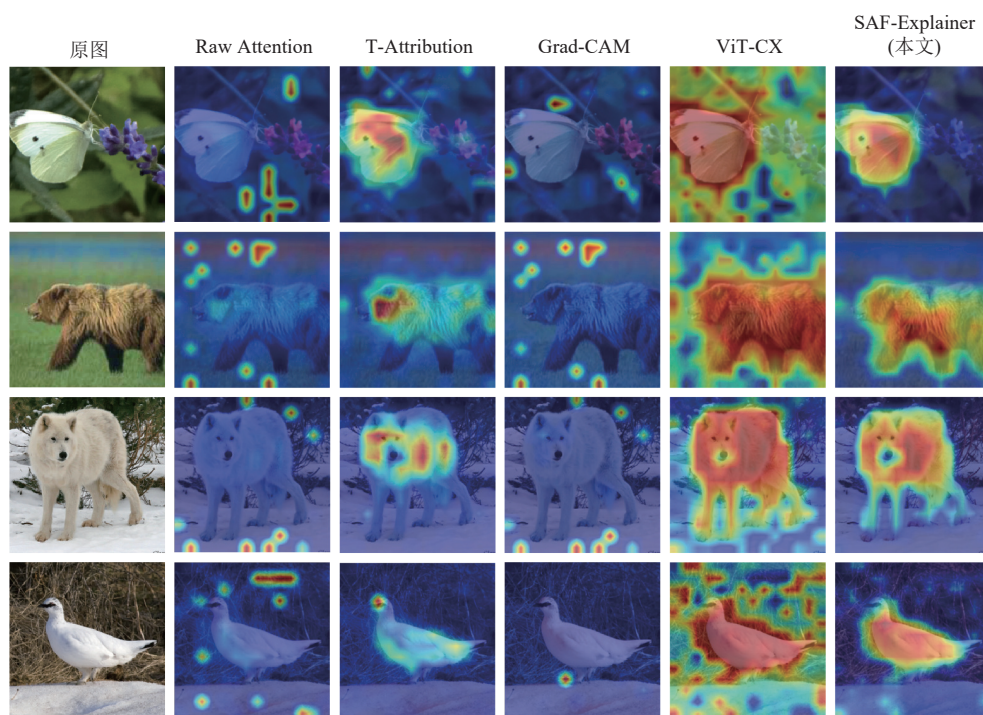 原图
Raw Attention
T-Attribution
Grad-CAM
ViT-CX
SAF-Explainer
(本文)